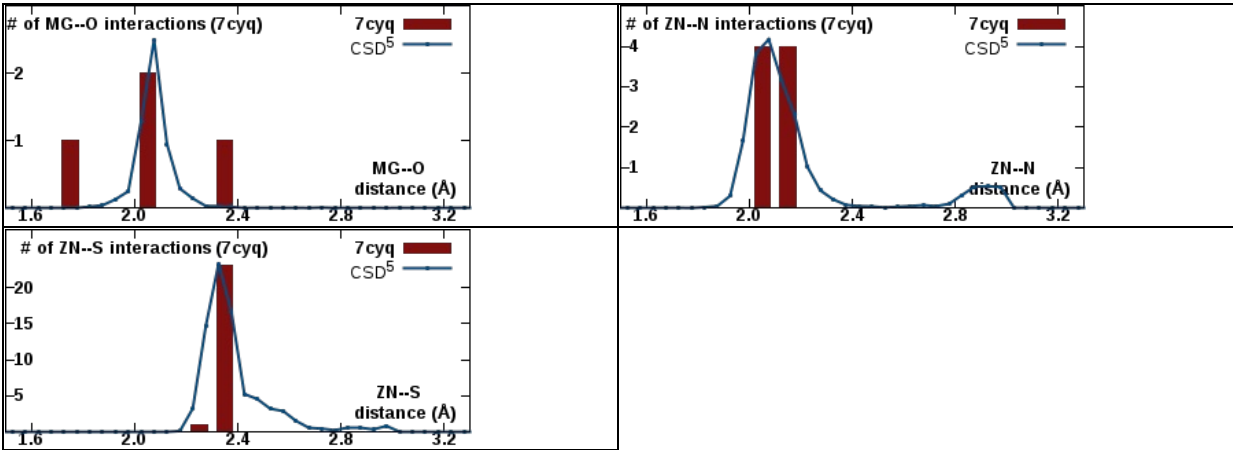 # of MG--O interactions (7cyq)
7cyq
CSD5
2
1
MG--O
distance (Å)
1.6 2.0 2.4 2.8 3.2
# of ZN--N interactions (7cyq)
7cyq
CSD5
4
3
2
1
ZN--N
distance (Å)
1.6 2.0 2.4 2.8 3.2
# of ZN--S interactions (7cyq)
7cyq
CSD5
20
15
10
5
ZN--S
distance (Å)
1.6 2.0 2.4 2.8 3.2